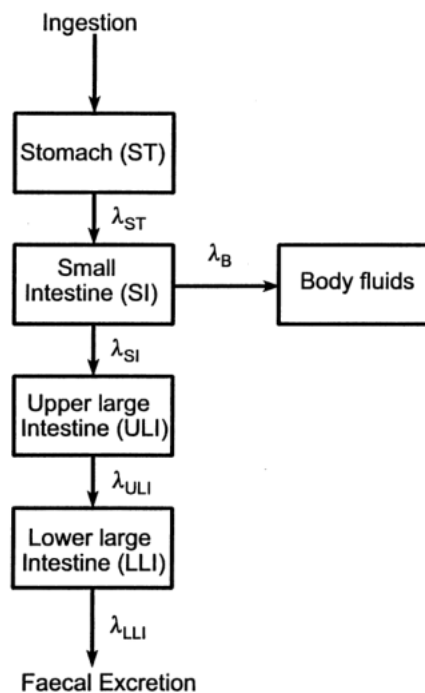 Ingestion
Stomach (ST)
λST
Small
Intestine (SI)
λB
Body fluids
λSI
Upper large
Intestine (ULI)
λULI
Lower large
Intestine (LLI)
λLLI
Faecal Excretion